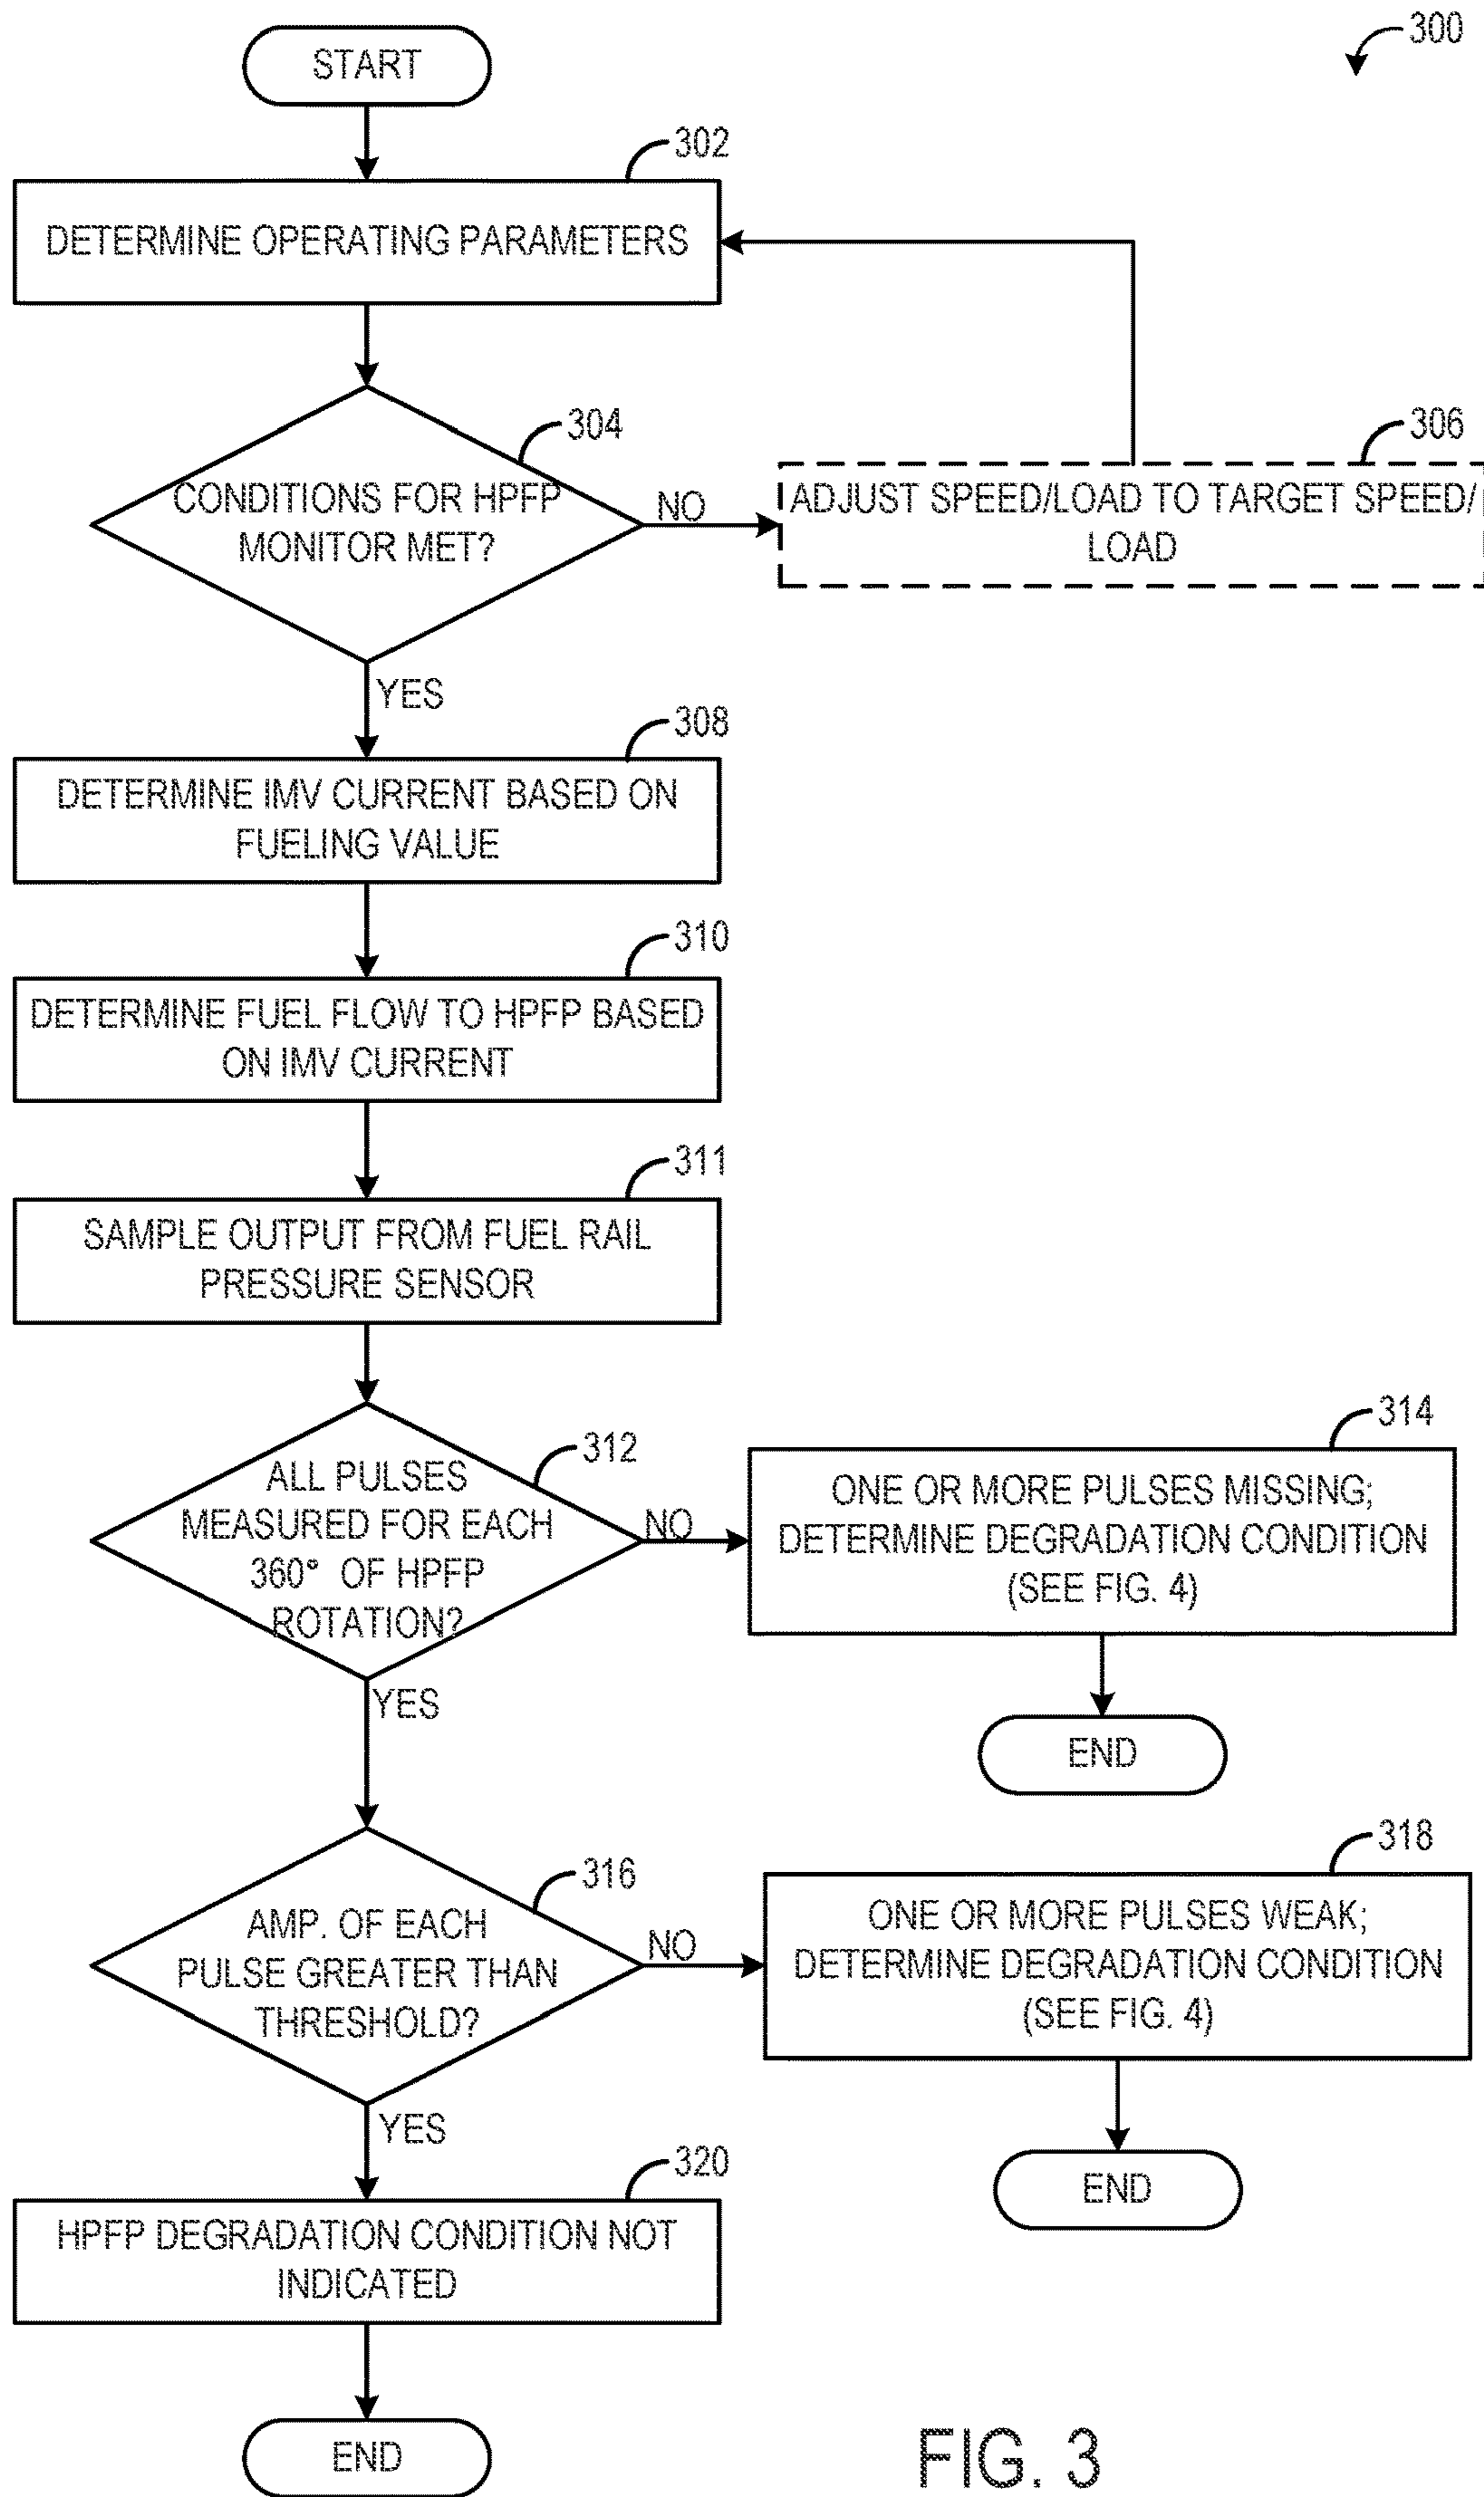 300
START
302
DETERMINE OPERATING PARAMETERS
304
CONDITIONS FOR HPFP
MONITOR MET?
NO
306
ADJUST SPEED/LOAD TO TARGET SPEED/
LOAD
YES
308
DETERMINE IMV CURRENT BASED ON
FUELING VALUE
310
DETERMINE FUEL FLOW TO HPFP BASED
ON IMV CURRENT
311
SAMPLE OUTPUT FROM FUEL RAIL
PRESSURE SENSOR
312
ALL PULSES
MEASURED FOR EACH
360° OF HPFP
ROTATION?
NO
314
ONE OR MORE PULSES MISSING;
DETERMINE DEGRADATION CONDITION
(SEE FIG. 4)
END
YES
316
AMP. OF EACH
PULSE GREATER THAN
THRESHOLD?
NO
318
ONE OR MORE PULSES WEAK;
DETERMINE DEGRADATION CONDITION
(SEE FIG. 4)
END
YES
320
HPFP DEGRADATION CONDITION NOT
INDICATED
END
FIG. 3